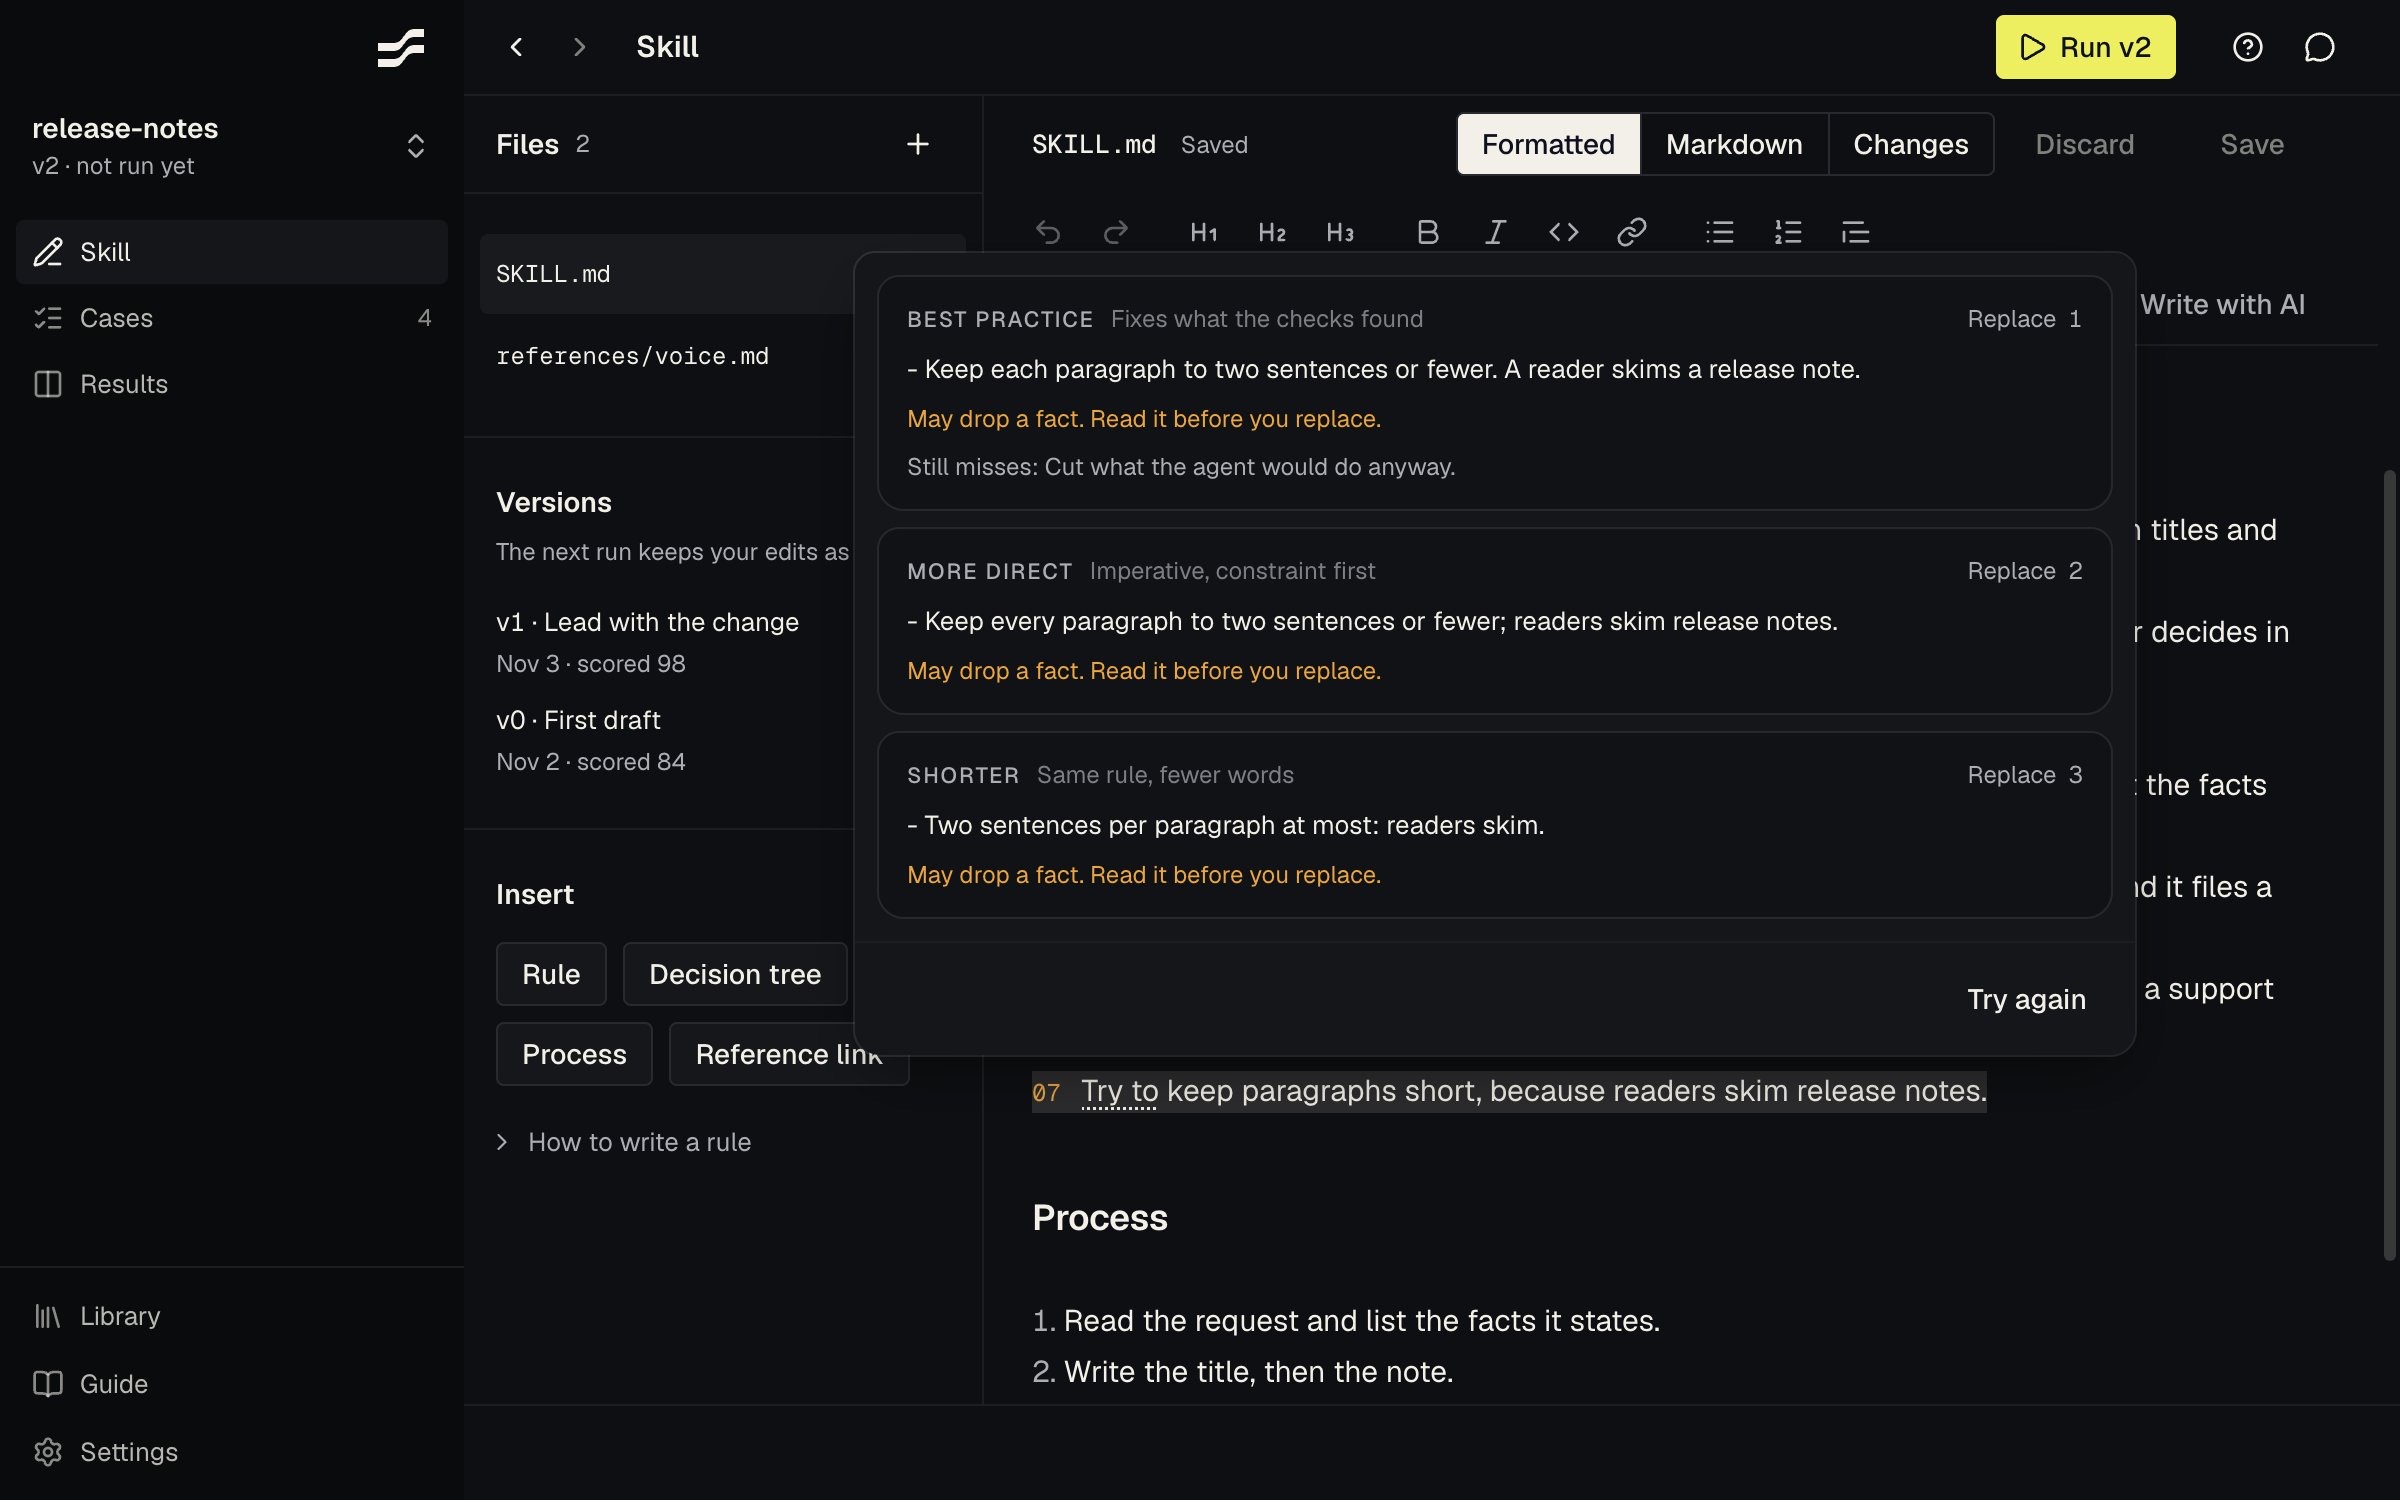 Skill
Run v2
release-notes
v2 · not run yet
Skill
Cases 4
Results
Library
Guide
Settings
Files 2
SKILL.md
references/voice.md
Versions
The next run keeps your edits as
v1 · Lead with the change
Nov 3 · scored 98
v0 · First draft
Nov 2 · scored 84
Insert
Rule
Decision tree
Process
Reference link
How to write a rule
SKILL.md Saved
Formatted
Markdown
Changes
Discard
Save
H1 H2 H3
Write with AI
BEST PRACTICE Fixes what the checks found Replace 1
- Keep each paragraph to two sentences or fewer. A reader skims a release note.
May drop a fact. Read it before you replace.
Still misses: Cut what the agent would do anyway.
MORE DIRECT Imperative, constraint first Replace 2
- Keep every paragraph to two sentences or fewer; readers skim release notes.
May drop a fact. Read it before you replace.
SHORTER Same rule, fewer words Replace 3
- Two sentences per paragraph at most: readers skim.
May drop a fact. Read it before you replace.
Try again
titles and
decides in
the facts
it files a
a support
07 Try to keep paragraphs short, because readers skim release notes.
Process
1. Read the request and list the facts it states.
2. Write the title, then the note.